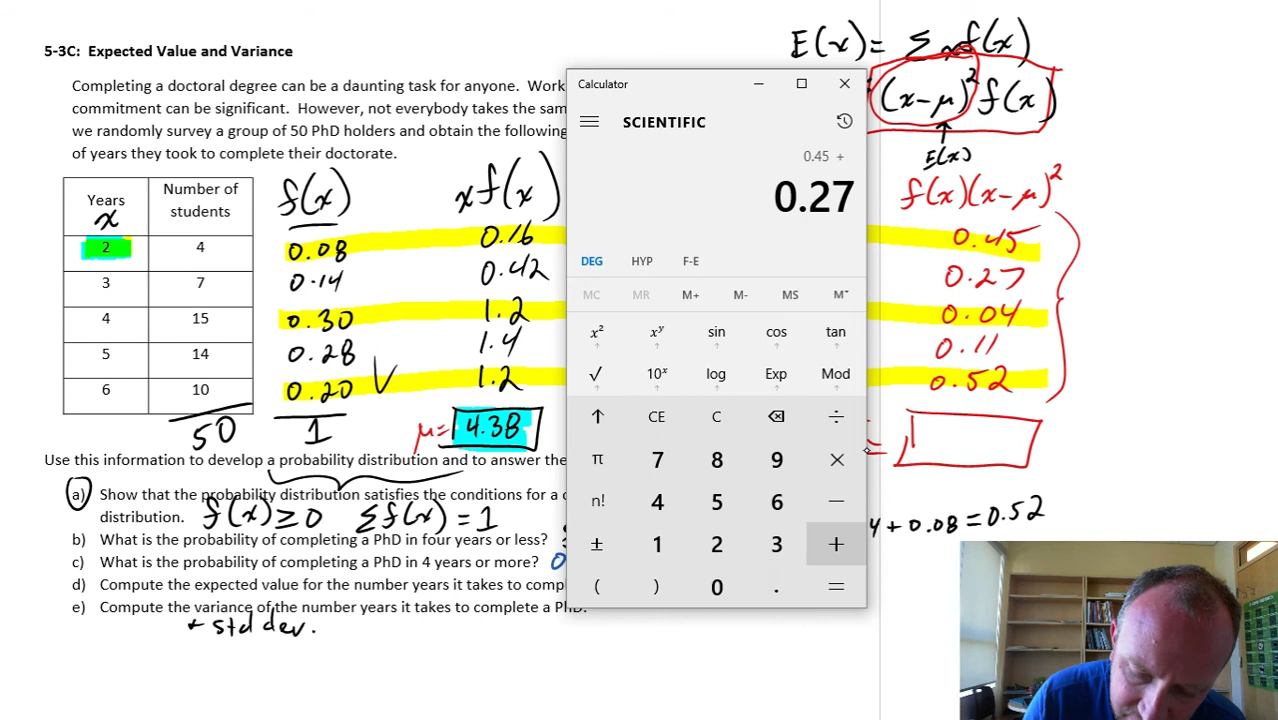 E(x) = Σxf(x)
5-3C: Expected Value and Variance
(x-μ)² f(x)
↑
E(x)
Completing a doctoral degree can be a daunting task for anyone. Work
commitment can be significant. However, not everybody takes the sam
we randomly survey a group of 50 PhD holders and obtain the following
of years they took to complete their doctorate.
Years x Number of students f(x) xf(x) f(x)(x-μ)²
2 4 0.08 0.16 0.45
3 7 0.14 0.42 0.27
4 15 0.30 1.2 0.04
5 14 0.28 1.4 0.11
6 10 0.20 1.2 0.52
50 1 μ= 4.38 =
Use this information to develop a probability distribution and to answer the
a) Show that the probability distribution satisfies the conditions for a
distribution. f(x) ≥ 0 Σf(x) = 1
4 + 0.08 = 0.52
b) What is the probability of completing a PhD in four years or less?
c) What is the probability of completing a PhD in 4 years or more? 0
d) Compute the expected value for the number years it takes to comp
e) Compute the variance of the number years it takes to complete a PhD.
+ std dev.
Calculator
SCIENTIFIC
0.45 +
0.27
DEG HYP F-E
MC MR M+ M- MS M˅
x² xʸ sin cos tan
√ 10ˣ log Exp Mod
↑ CE C ⌫ ÷
π 7 8 9 ×
n! 4 5 6 −
± 1 2 3 +
( ) 0 . =